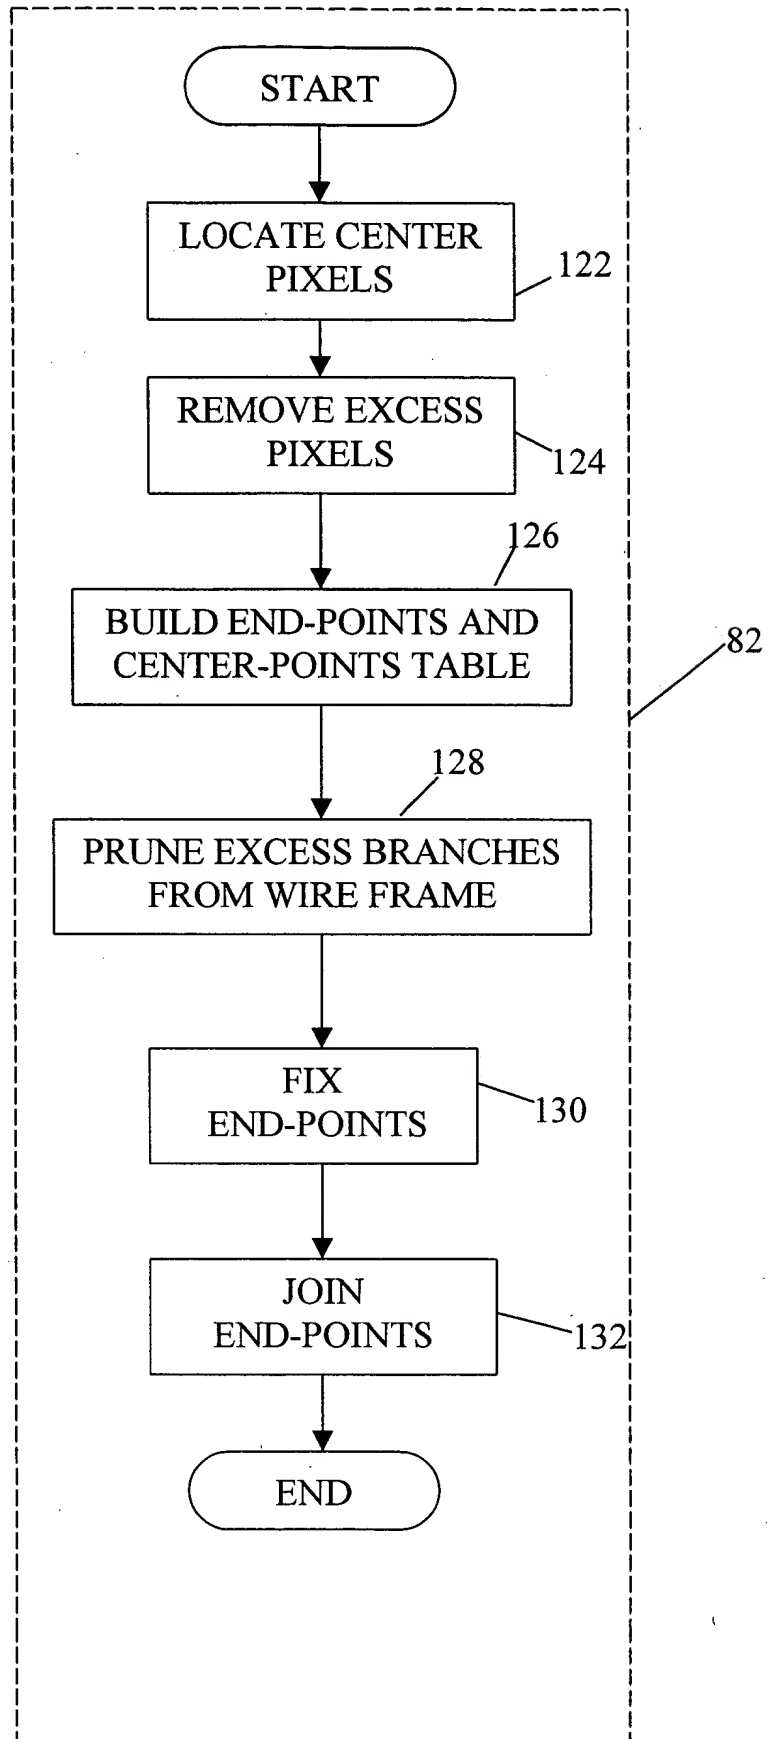 START
LOCATE CENTER
PIXELS
122
REMOVE EXCESS
PIXELS
124
126
BUILD END-POINTS AND
CENTER-POINTS TABLE
82
128
PRUNE EXCESS BRANCHES
FROM WIRE FRAME
FIX
END-POINTS
130
JOIN
END-POINTS
132
END